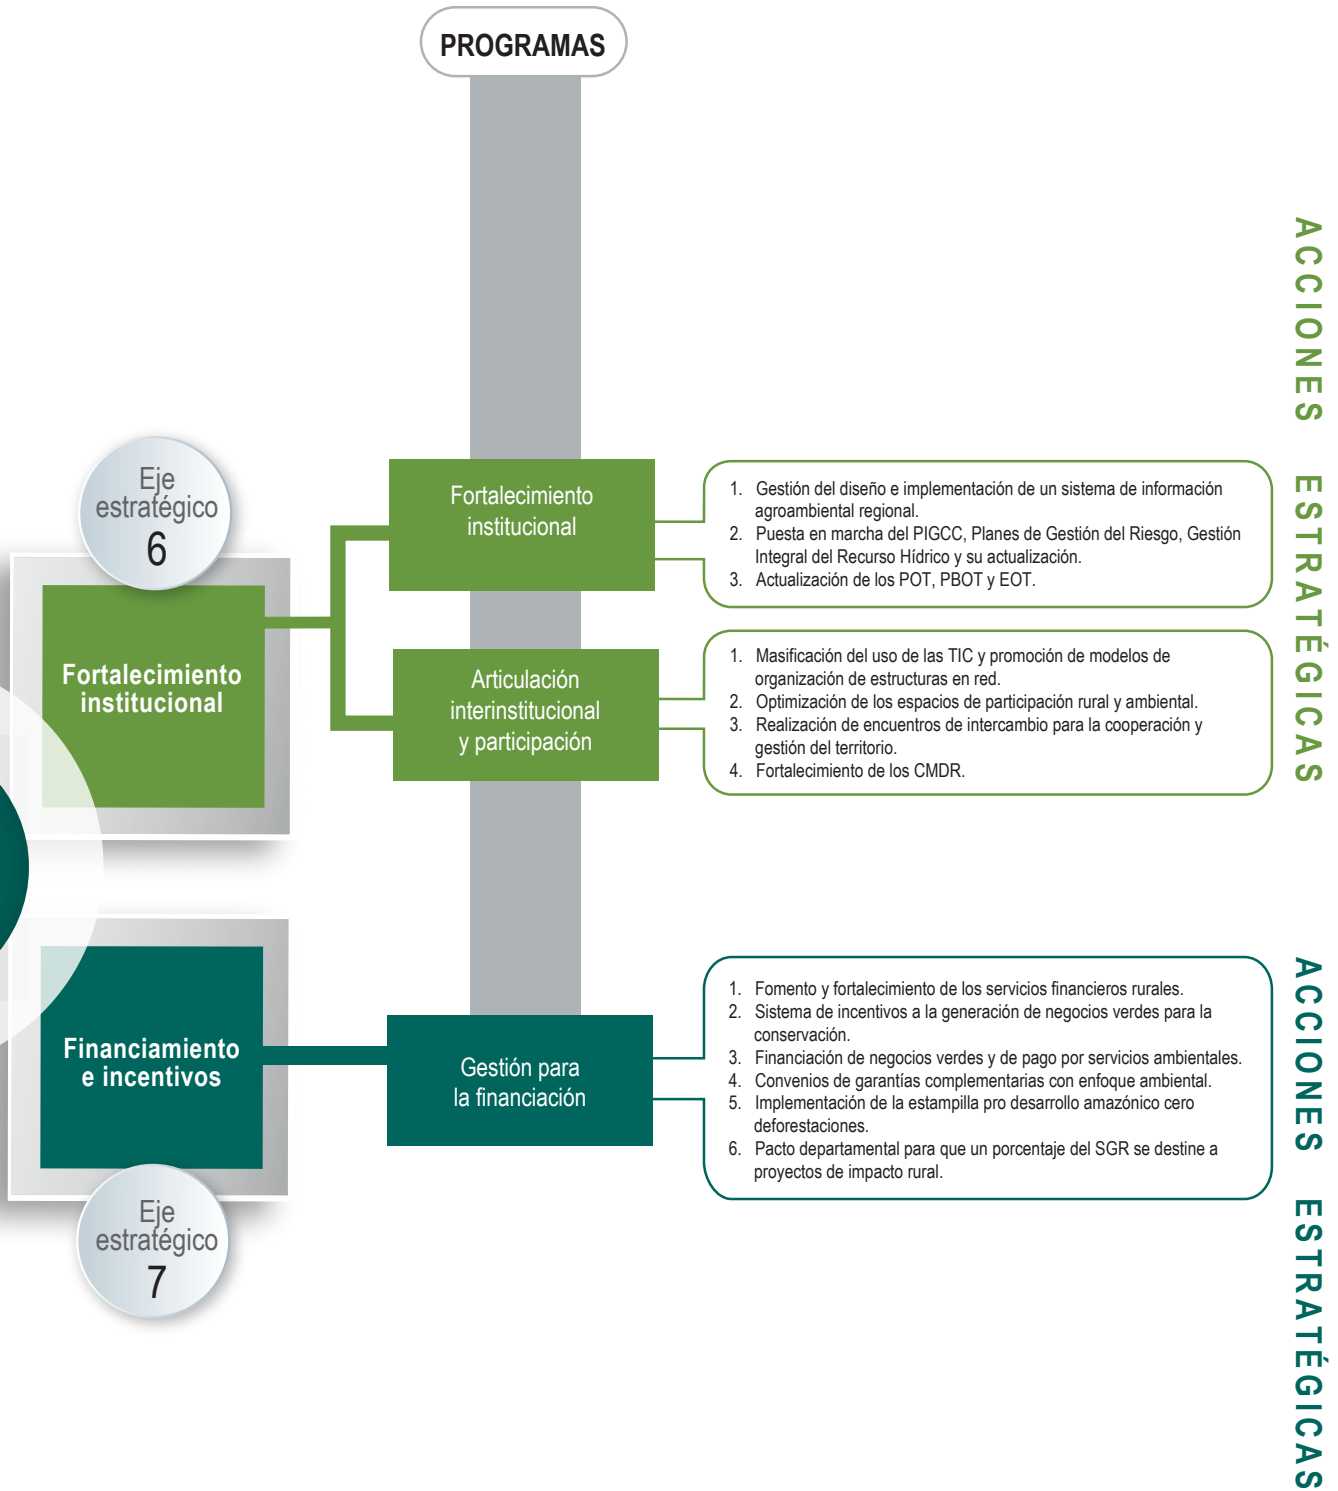 PROGRAMAS
Eje
estratégico
6
Fortalecimiento
institucional
Fortalecimiento
institucional
1. Gestión del diseño e implementación de un sistema de información
agroambiental regional.
2. Puesta en marcha del PIGCC, Planes de Gestión del Riesgo, Gestión
Integral del Recurso Hídrico y su actualización.
3. Actualización de los POT, PBOT y EOT.
Articulación
interinstitucional
y participación
1. Masificación del uso de las TIC y promoción de modelos de
organización de estructuras en red.
2. Optimización de los espacios de participación rural y ambiental.
3. Realización de encuentros de intercambio para la cooperación y
gestión del territorio.
4. Fortalecimiento de los CMDR.
ACCIONES ESTRATÉGICAS
Financiamiento
e incentivos
Eje
estratégico
7
Gestión para
la financiación
1. Fomento y fortalecimiento de los servicios financieros rurales.
2. Sistema de incentivos a la generación de negocios verdes para la
conservación.
3. Financiación de negocios verdes y de pago por servicios ambientales.
4. Convenios de garantías complementarias con enfoque ambiental.
5. Implementación de la estampilla pro desarrollo amazónico cero
deforestaciones.
6. Pacto departamental para que un porcentaje del SGR se destine a
proyectos de impacto rural.
ACCIONES ESTRATÉGICAS